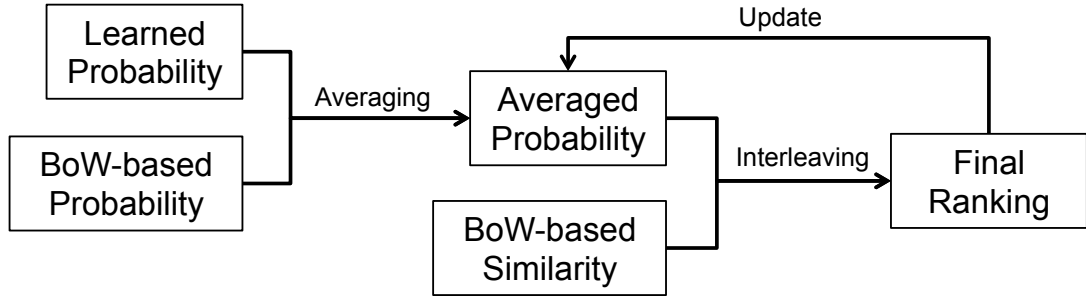 Learned
Probability
BoW-based
Probability
Averaging
Averaged
Probability
BoW-based
Similarity
Update
Interleaving
Final
Ranking